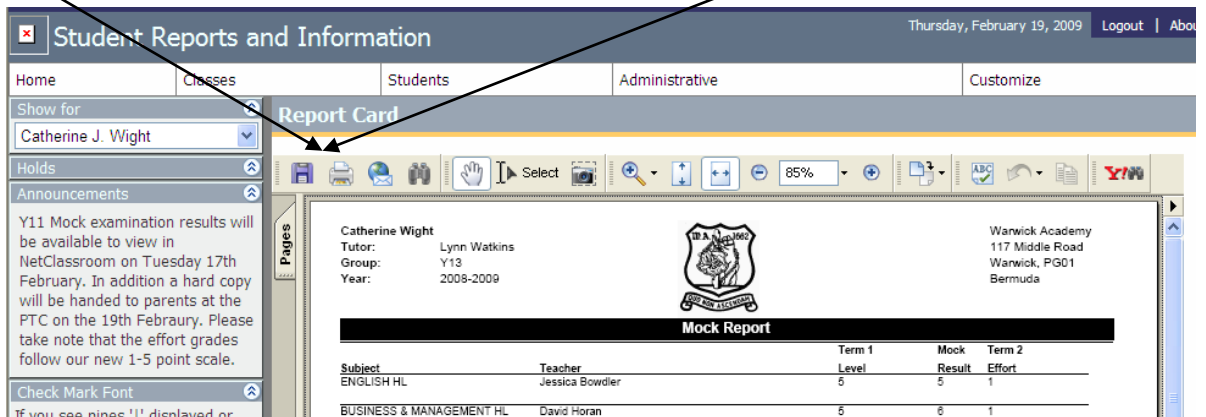 Student Reports and Information
Thursday, February 19, 2009 Logout | Abou
Home Classes Students Administrative Customize
Show for
Catherine J. Wight
Holds
Announcements
Y11 Mock examination results will
be available to view in
NetClassroom on Tuesday 17th
February. In addition a hard copy
will be handed to parents at the
PTC on the 19th Febraury. Please
take note that the effort grades
follow our new 1-5 point scale.
Check Mark Font
If you see pipes '|' displayed or
Report Card
Select 85% ABC Y!
Pages
Catherine Wight
Tutor: Lynn Watkins
Group: Y13
Year: 2008-2009
1662
QUO NON ASCENDAM
Warwick Academy
117 Middle Road
Warwick, PG01
Bermuda
Mock Report
Term 1 Mock Term 2
Subject Teacher Level Result Effort
ENGLISH HL Jessica Bowdler 5 5 1
BUSINESS & MANAGEMENT HL David Horan 5 6 1